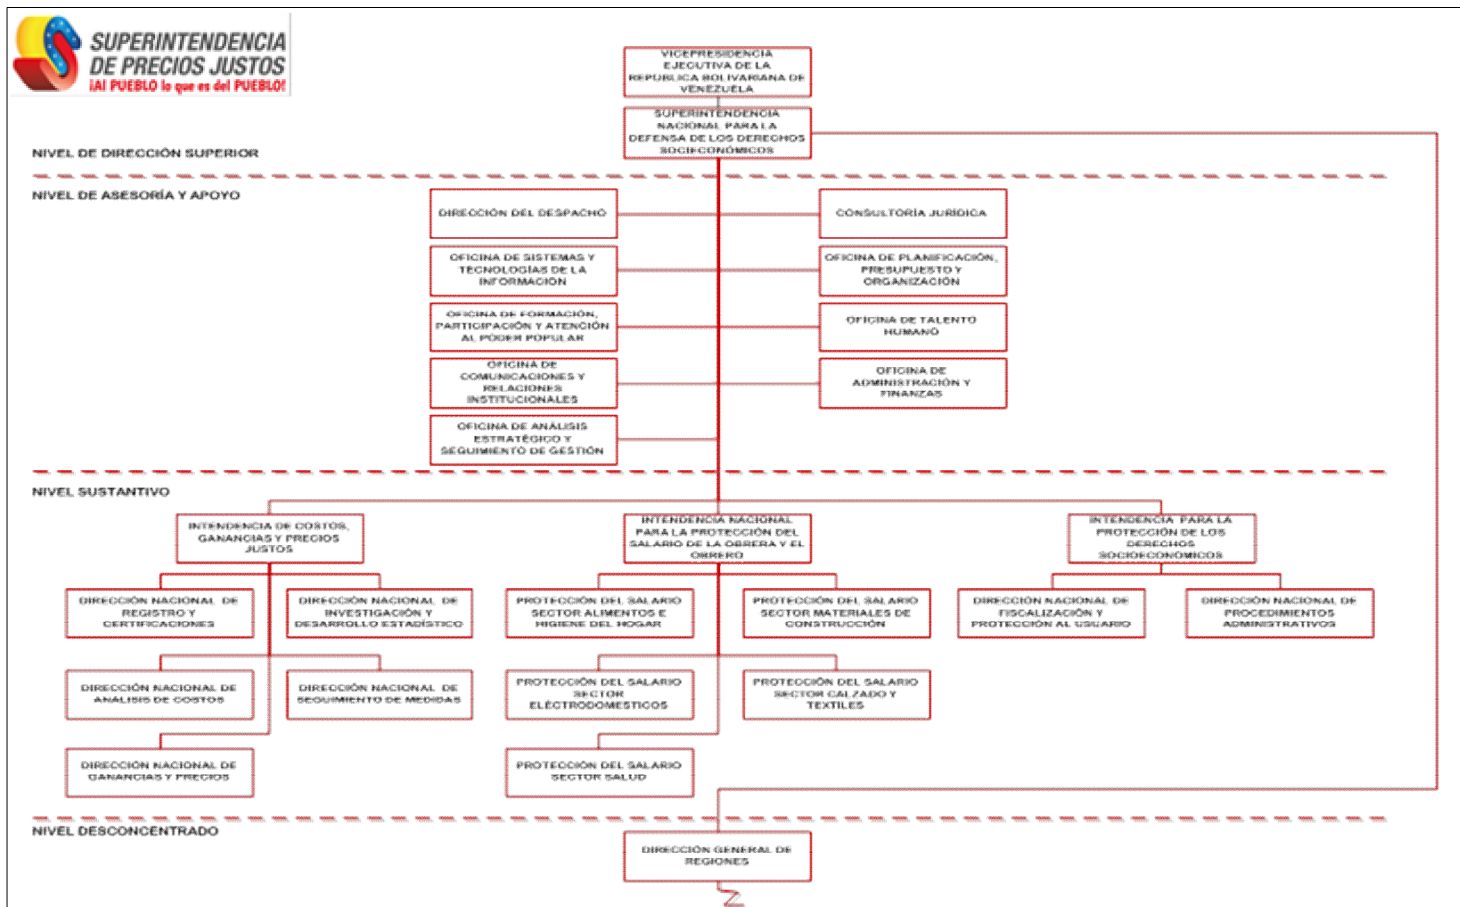 SUPERINTENDENCIA
DE PRECIOS JUSTOS
¡Al PUEBLO lo que es del PUEBLO!
VICEPRESIDENCIA
EJECUTIVA DE LA
REPÚBLICA BOLIVARIANA DE
VENEZUELA
SUPERINTENDENCIA
NACIONAL PARA LA
DEFENSA DE LOS DERECHOS
SOCIECONÓMICOS
NIVEL DE DIRECCIÓN SUPERIOR
NIVEL DE ASESORÍA Y APOYO
DIRECCIÓN DEL DESPACHO
CONSULTORÍA JURÍDICA
OFICINA DE SISTEMAS Y
TECNOLOGÍAS DE LA
INFORMACION
OFICINA DE PLANIFICACIÓN,
PRESUPUESTO Y
ORGANIZACIÓN
OFICINA DE FORMACIÓN,
PARTICIPACIÓN Y ATENCIÓN
AL PODER POPULAR
OFICINA DE TALENTO
HUMANO
OFICINA DE
COMUNICACIONES Y
RELACIONES
INSTITUCIONALES
OFICINA DE
ADMINISTRACIÓN Y
FINANZAS
OFICINA DE ANÁLISIS
ESTRATÉGICO Y
SEGUIMIENTO DE GESTIÓN
NIVEL SUSTANTIVO
INTENDENCIA DE COSTOS,
GANANCIAS Y PRECIOS
JUSTOS
INTENDENCIA NACIONAL
PARA LA PROTECCIÓN DEL
SALARIO DE LA OBRERA Y EL
OBRERO
INTENDENCIA PARA LA
PROTECCIÓN DE LOS
DERECHOS
SOCIOECONÓMICOS
DIRECCIÓN NACIONAL DE
REGISTRO Y
CERTIFICACIONES
DIRECCIÓN NACIONAL DE
INVESTIGACIÓN Y
DESARROLLO ESTADÍSTICO
PROTECCIÓN DEL SALARIO
SECTOR ALIMENTOS E
HIGIENE DEL HOGAR
PROTECCIÓN DEL SALARIO
SECTOR MATERIALES DE
CONSTRUCCIÓN
DIRECCIÓN NACIONAL DE
FISCALIZACIÓN Y
PROTECCIÓN AL USUARIO
DIRECCIÓN NACIONAL DE
PROCEDIMIENTOS
ADMINISTRATIVOS
DIRECCIÓN NACIONAL DE
ANÁLISIS DE COSTOS
DIRECCIÓN NACIONAL DE
SEGUIMIENTO DE MEDIDAS
PROTECCIÓN DEL SALARIO
SECTOR
ELÉCTRODOMESTICOS
PROTECCIÓN DEL SALARIO
SECTOR CALZADO Y
TEXTILES
DIRECCIÓN NACIONAL DE
GANANCIAS Y PRECIOS
PROTECCIÓN DEL SALARIO
SECTOR SALUD
NIVEL DESCONCENTRADO
DIRECCIÓN GENERAL DE
REGIONES